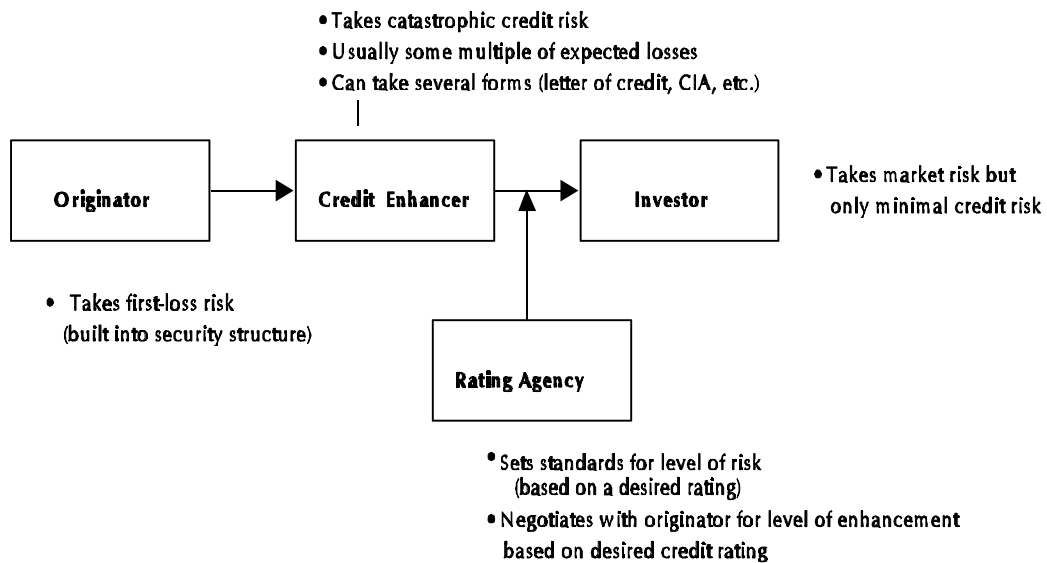 • Takes catastrophic credit risk
• Usually some multiple of expected losses
• Can take several forms (letter of credit, CIA, etc.)
Originator
Credit Enhancer
Investor
• Takes market risk but
only minimal credit risk
• Takes first-loss risk
(built into security structure)
Rating Agency
• Sets standards for level of risk
(based on a desired rating)
• Negotiates with originator for level of enhancement
based on desired credit rating